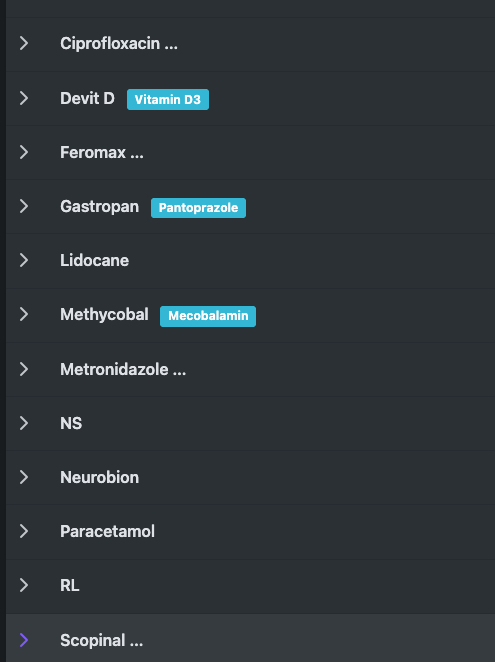 Ciprofloxacin ...
Devit D Vitamin D3
Feromax ...
Gastropan Pantoprazole
Lidocane
Methycobal Mecobalamin
Metronidazole ...
NS
Neurobion
Paracetamol
RL
Scopinal ...